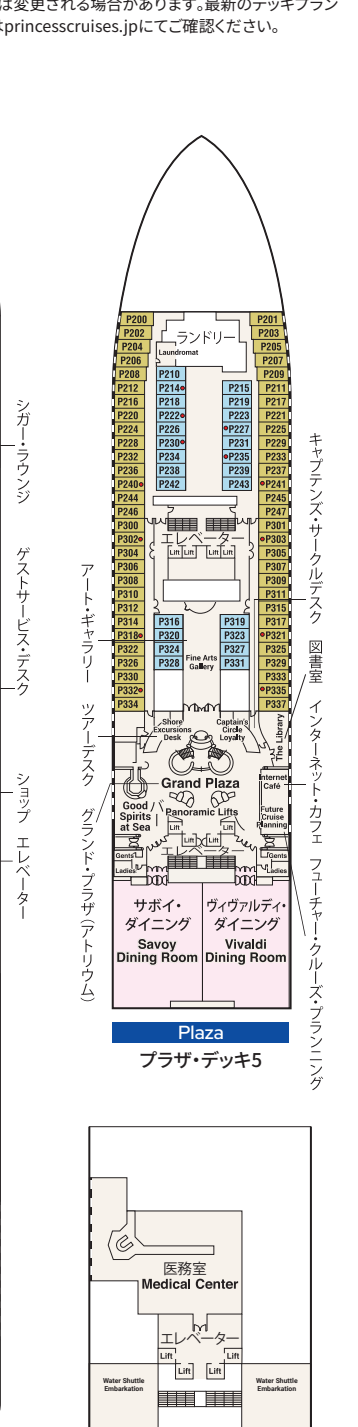 は変更される場合があります。最新のデッキプラン
princesscruises.jpにてご確認ください。
シガー・ラウンジ
ゲストサービス・デスク
ショップ
エレベーター
アート・ギャラリー
ツアーデスク
グランド・プラザ(アトリウム)
キャプテンズ・サークルデスク
図書室
インターネット・カフェ
フューチャー・クルーズ・プランニング
ランドリー
Laundromat
P200 P201
P202 P203
P204 P205
P206 P207
P208 P210 P209
P212 P214 P215 P211
P216 P218 P219 P217
P220 P222 P223 P221
P224 P226 P227 P225
P228 P230 P231 P229
P232 P234 P235 P233
P236 P238 P239 P237
P240 P242 P243 P241
P244 P245
P246 P247
P300 P301
P302 P303
エレベーター
Lift Lift Lift Lift
P304 P305
P306 P307
P308 P309
P310 P311
P312 P315
P314 P316 P319 P317
P318 P320 P323 P321
P322 P324 P327 P325
P326 P328 P331 P329
P330 P333
P332 P335
P334 P337
Fine Arts
Gallery
Shore
Excursions
Desk
Captain's
Circle
Loyalty
The Library
Grand Plaza
Internet
Café
Good
Spirits
at Sea
バー
Panoramic Lifts
Future
Cruise
Planning
Lift Lift
Lift Lift
エレベーター
Gents Gents
Ladies Ladies
サボイ・
ダイニング
Savoy
Dining Room
ヴィヴァルディ・
ダイニング
Vivaldi
Dining Room
Plaza
プラザ・デッキ5
医務室
Medical Center
エレベーター
Lift Lift
Lift Lift
Water Shuttle
Embarkation
Water Shuttle
Embarkation